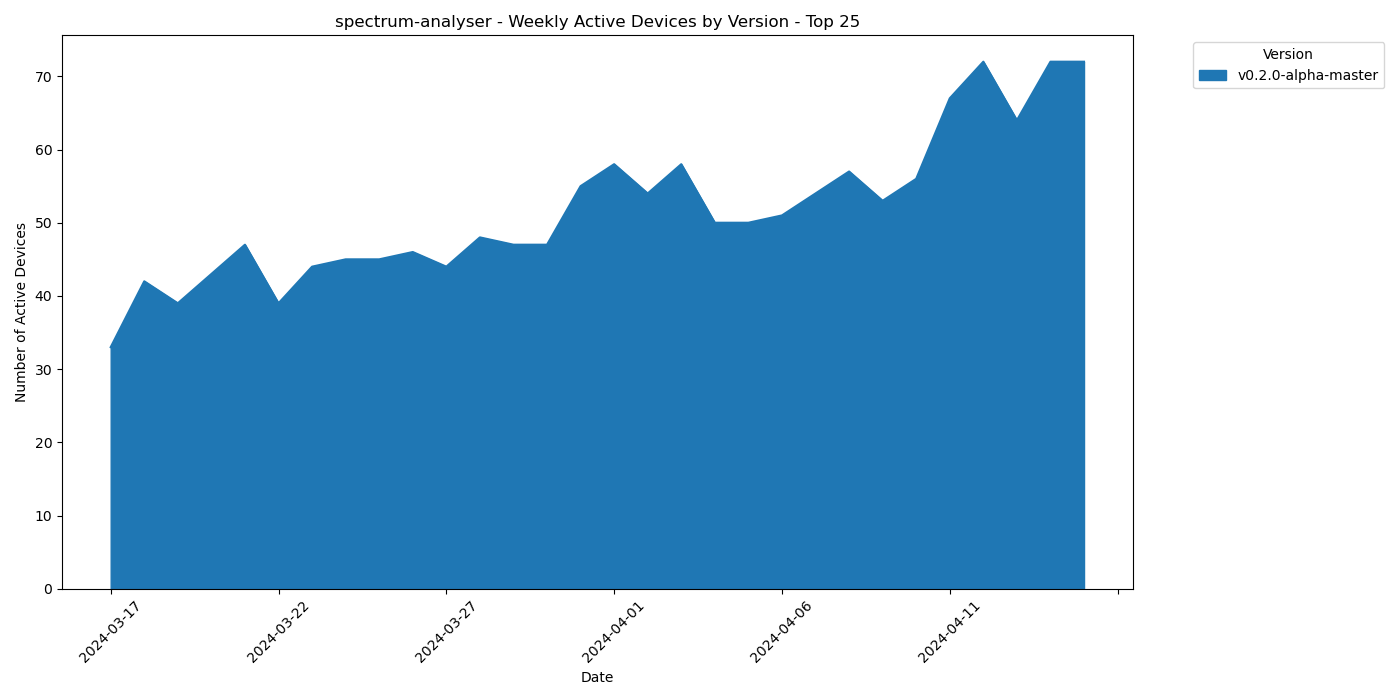 spectrum-analyser - Weekly Active Devices by Version - Top 25
Version
v0.2.0-alpha-master
Number of Active Devices
70
60
50
40
30
20
10
0
2024-03-17
2024-03-22
2024-03-27
2024-04-01
2024-04-06
2024-04-11
Date